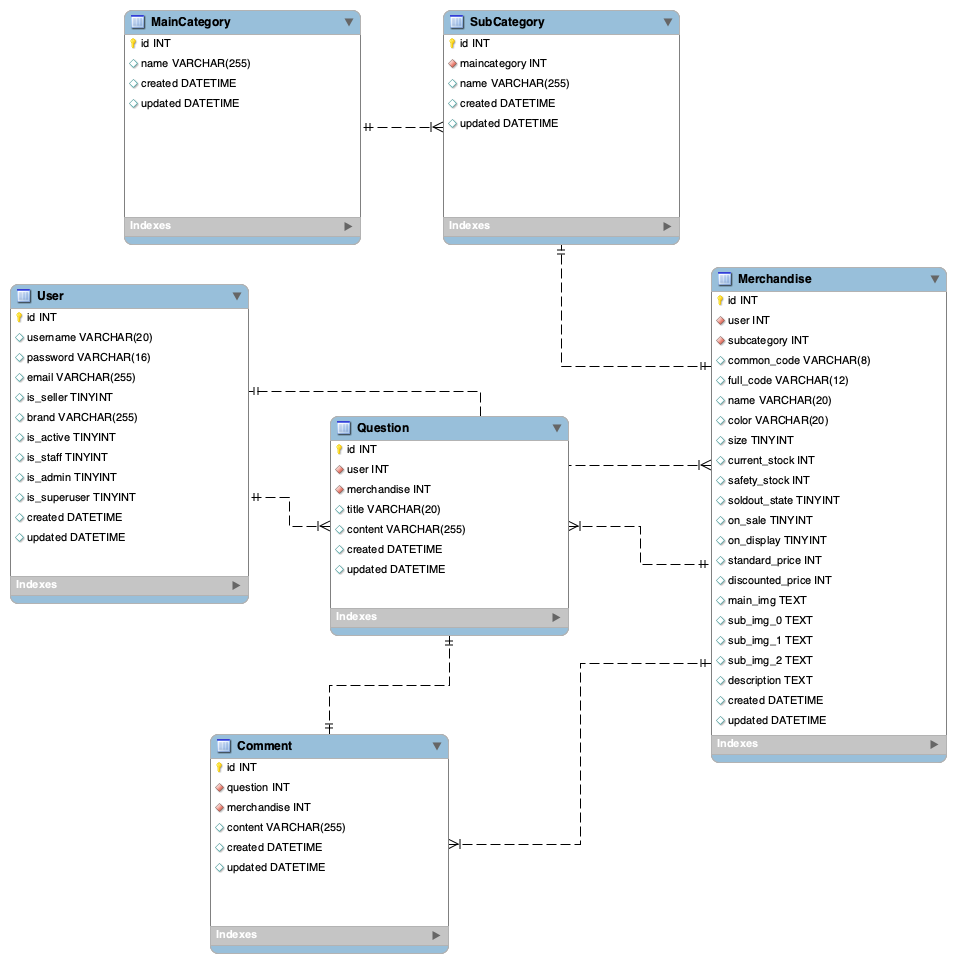 MainCategory
id INT
name VARCHAR(255)
created DATETIME
updated DATETIME
Indexes
SubCategory
id INT
maincategory INT
name VARCHAR(255)
created DATETIME
updated DATETIME
Indexes
User
id INT
username VARCHAR(20)
password VARCHAR(16)
email VARCHAR(255)
is_seller TINYINT
brand VARCHAR(255)
is_active TINYINT
is_staff TINYINT
is_admin TINYINT
is_superuser TINYINT
created DATETIME
updated DATETIME
Indexes
Question
id INT
user INT
merchandise INT
title VARCHAR(20)
content VARCHAR(255)
created DATETIME
updated DATETIME
Indexes
Merchandise
id INT
user INT
subcategory INT
common_code VARCHAR(8)
full_code VARCHAR(12)
name VARCHAR(20)
color VARCHAR(20)
size TINYINT
current_stock INT
safety_stock INT
soldout_state TINYINT
on_sale TINYINT
on_display TINYINT
standard_price INT
discounted_price INT
main_img TEXT
sub_img_0 TEXT
sub_img_1 TEXT
sub_img_2 TEXT
description TEXT
created DATETIME
updated DATETIME
Indexes
Comment
id INT
question INT
merchandise INT
content VARCHAR(255)
created DATETIME
updated DATETIME
Indexes